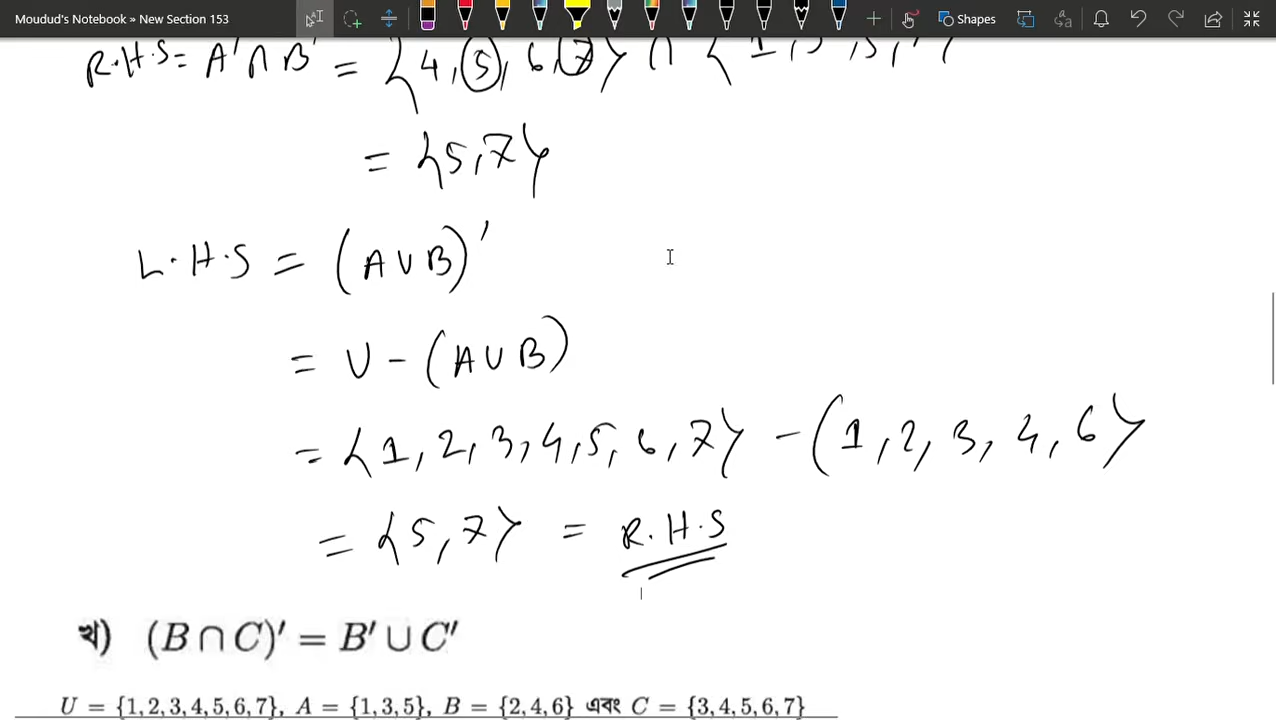 Moudud's Notebook » New Section 153
Shapes
R.H.S = A' ∩ B' = {4, 5, 6, 7} ∩ {
= {5, 7}
L.H.S = (A ∪ B)'
= U - (A ∪ B)
= {1, 2, 3, 4, 5, 6, 7} - (1, 2, 3, 4, 6}
= {5, 7} = R.H.S
খ) (B ∩ C)′ = B′ ∪ C′
U = {1, 2, 3, 4, 5, 6, 7}, A = {1, 3, 5}, B = {2, 4, 6} এবং C = {3, 4, 5, 6, 7}